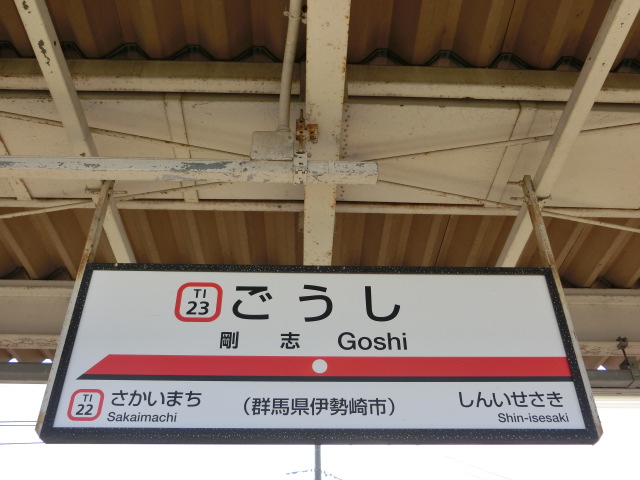 TI
23
ごうし
剛志 Goshi
TI
22
さかいまち
Sakaimachi
(群馬県伊勢崎市)
しんいせさき
Shin-isesaki